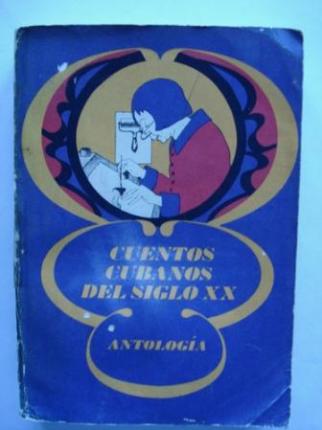 CUENTOS
CUBANOS
DEL SIGLO XX
ANTOLOGÍA